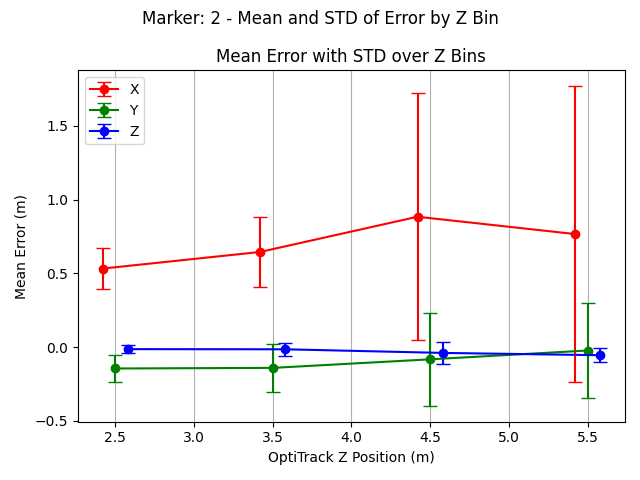 Marker: 2 - Mean and STD of Error by Z Bin
Mean Error with STD over Z Bins
X
Y
Z
Mean Error (m)
1.5
1.0
0.5
0.0
−0.5
2.5 3.0 3.5 4.0 4.5 5.0 5.5
OptiTrack Z Position (m)